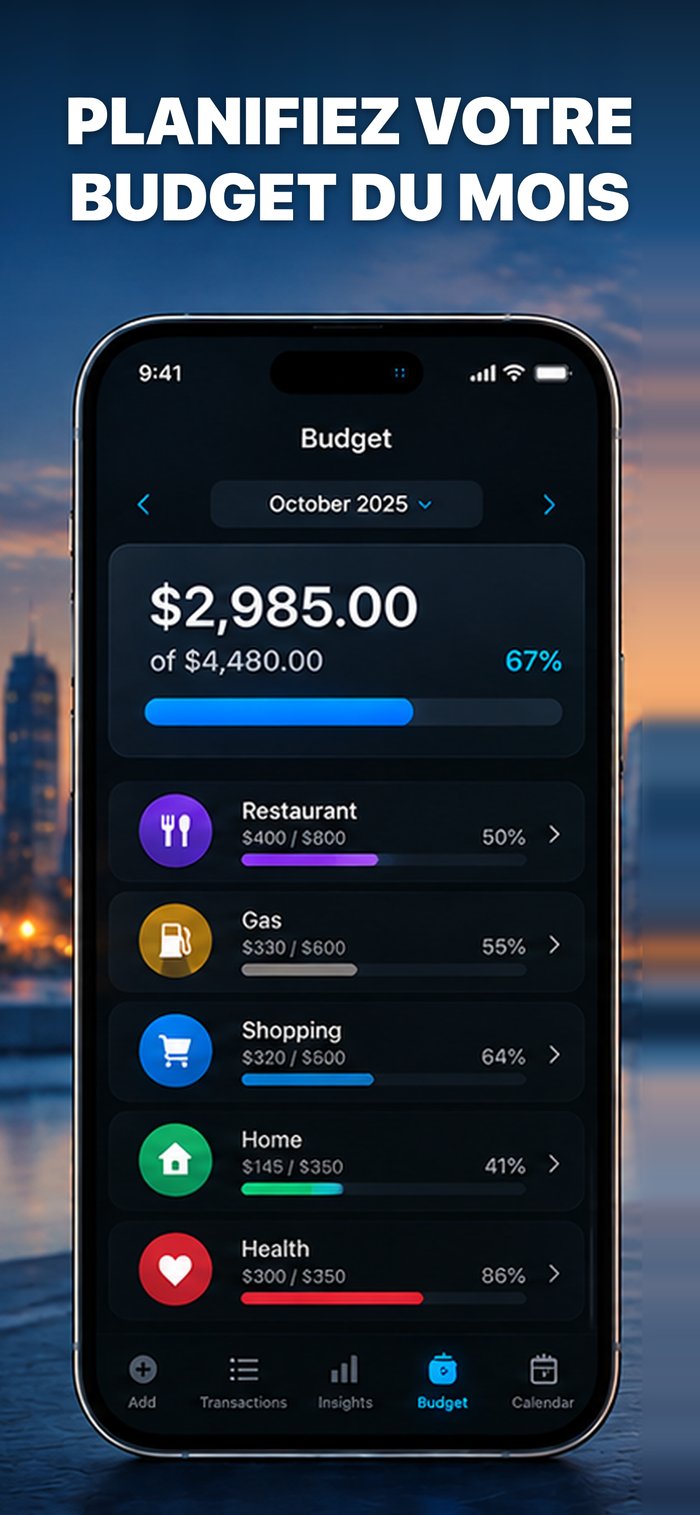 PLANIFIEZ VOTRE
BUDGET DU MOIS
9:41
Budget
October 2025
$2,985.00
of $4,480.00
67%
Restaurant
$400 / $800
50%
Gas
$330 / $600
55%
Shopping
$320 / $600
64%
Home
$145 / $350
41%
Health
$300 / $350
86%
Add
Transactions
Insights
Budget
Calendar